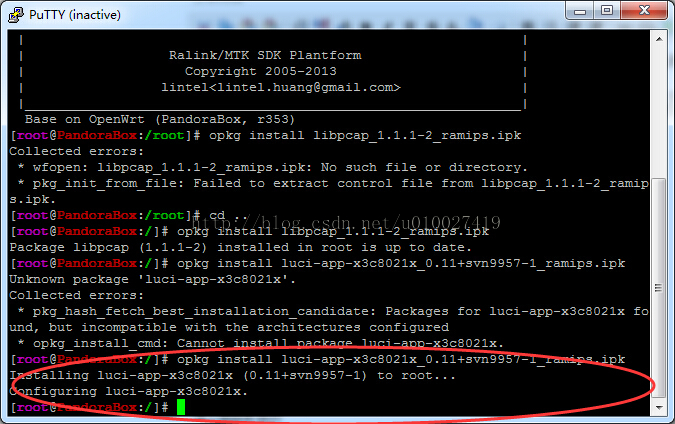 PuTTY (inactive)
| |
| Ralink/MTK SDK Plantform |
| Copyright 2005-2013 |
| lintel<lintel.huang@gmail.com> |
|______________________________________________________________|
Base on OpenWrt (PandoraBox, r353)
[root@PandoraBox:/root]# opkg install libpcap_1.1.1-2_ramips.ipk
Collected errors:
* wfopen: libpcap_1.1.1-2_ramips.ipk: No such file or directory.
* pkg_init_from_file: Failed to extract control file from libpcap_1.1.1-2_ramip
s.ipk.
[root@PandoraBox:/root]# cd ..
http://blog.csdn.net/u010027419
[root@PandoraBox:/]# opkg install libpcap_1.1.1-2_ramips.ipk
Package libpcap (1.1.1-2) installed in root is up to date.
[root@PandoraBox:/]# opkg install luci-app-x3c8021x_0.11+svn9957-1_ramips.ipk
Unknown package 'luci-app-x3c8021x'.
Collected errors:
* pkg_hash_fetch_best_installation_candidate: Packages for luci-app-x3c8021x fo
und, but incompatible with the architectures configured
* opkg_install_cmd: Cannot install package luci-app-x3c8021x.
[root@PandoraBox:/]# opkg install luci-app-x3c8021x_0.11+svn9957-1_ramips.ipk
Installing luci-app-x3c8021x (0.11+svn9957-1) to root...
Configuring luci-app-x3c8021x.
[root@PandoraBox:/]#